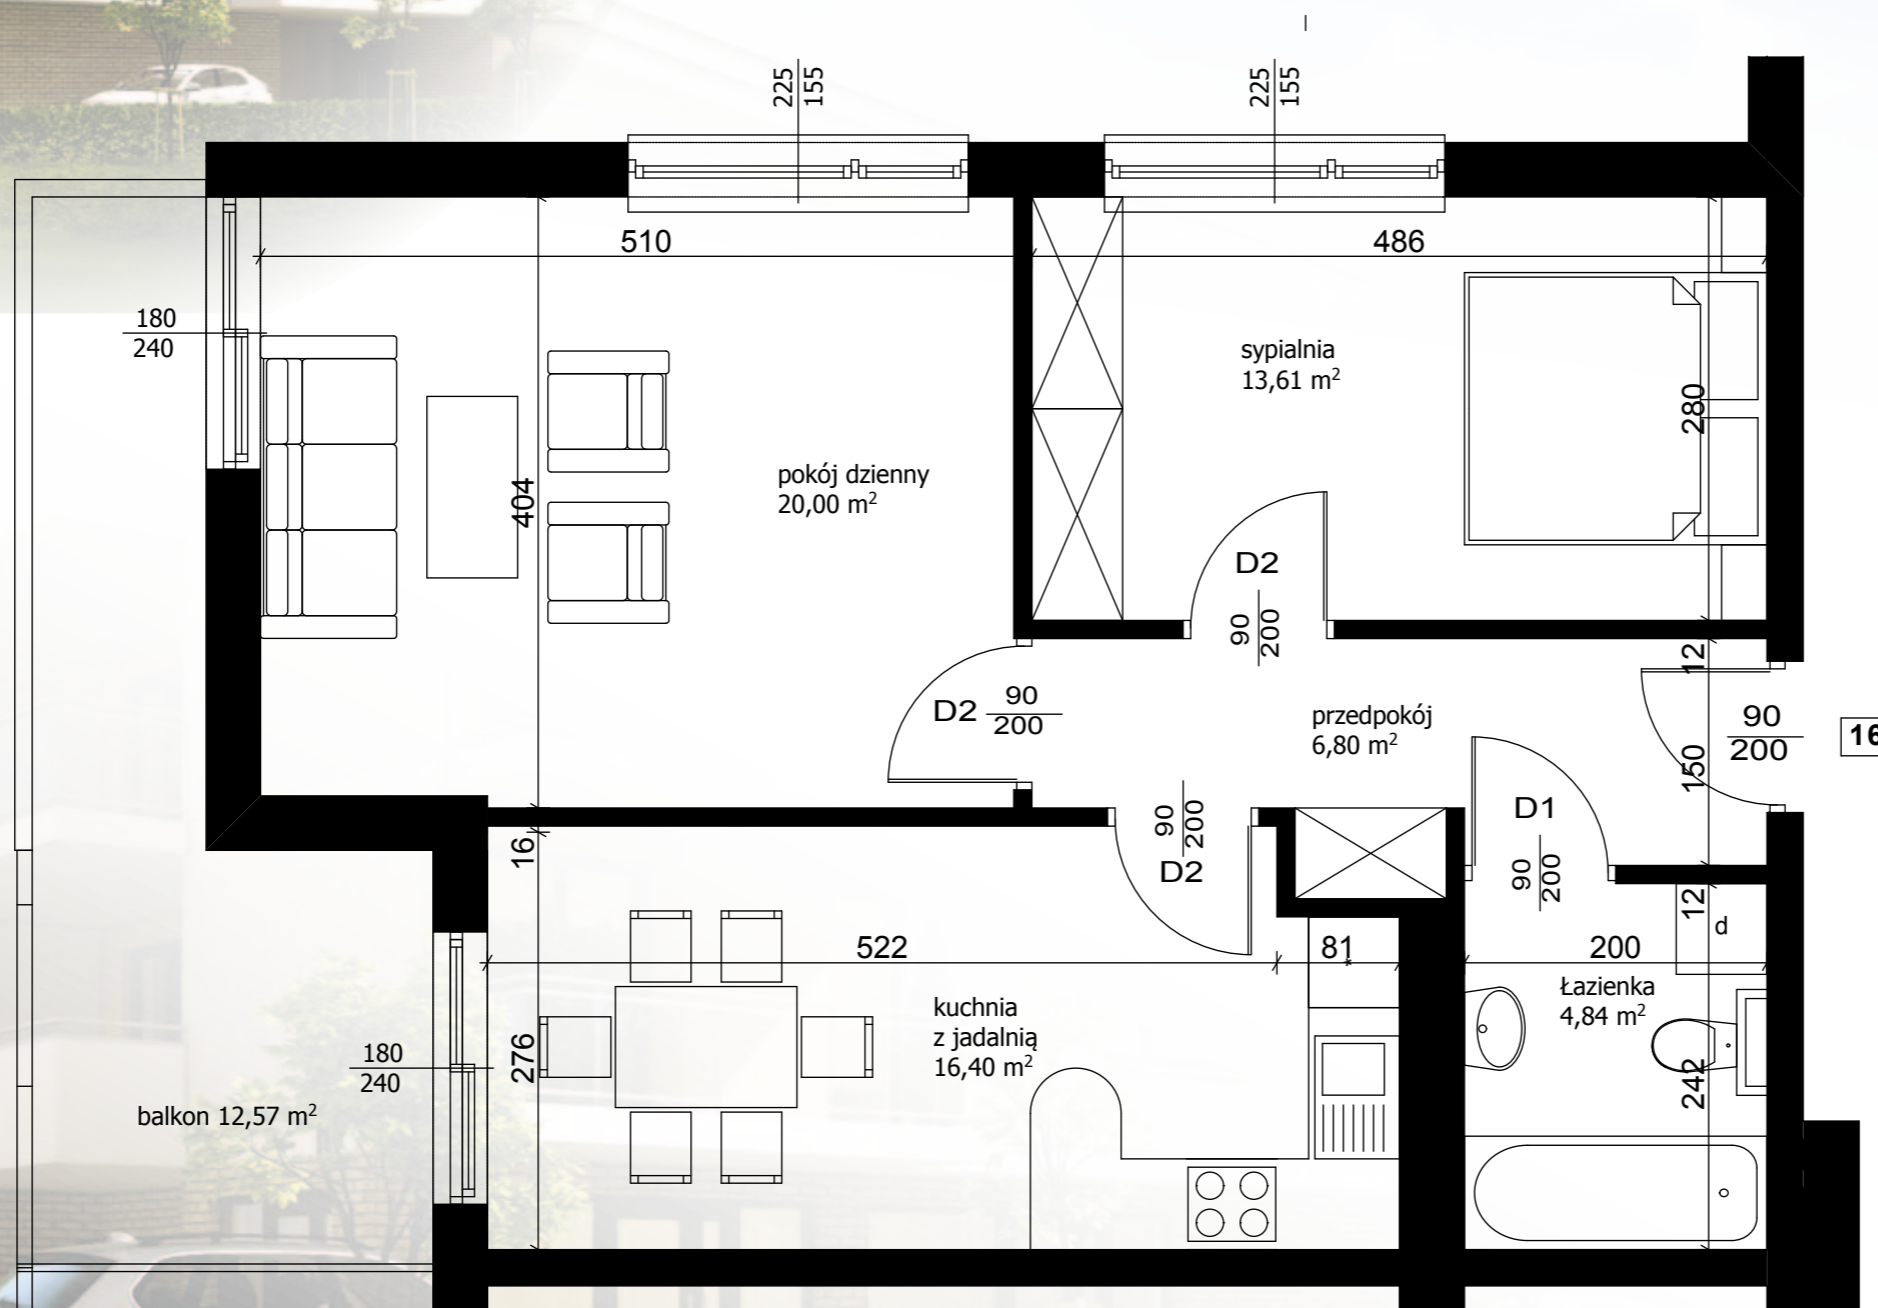 225
155
225
155
510
486
180
240
sypialnia
13,61 m²
280
pokój dzienny
20,00 m²
404
D2
90
200
12
D2
90
200
przedpokój
6,80 m²
90
200
16
150
D1
90
200
90
200
D2
16
12
d
522
81
200
kuchnia
z jadalnią
16,40 m²
Łazienka
4,84 m²
276
180
240
242
balkon 12,57 m²